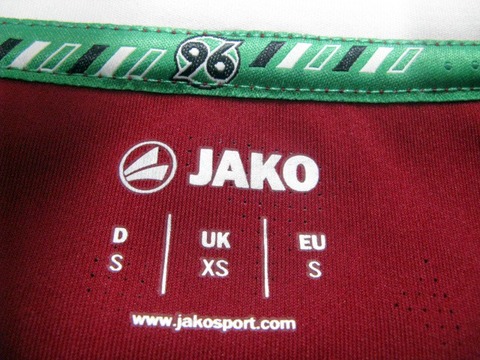 96
JAKO
D UK EU
S XS S
www.jakosport.com